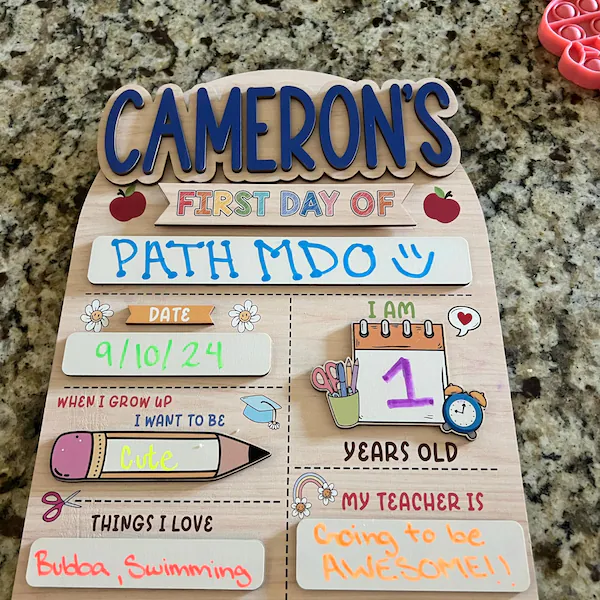 CAMERON'S
FIRST DAY OF
PATH MDO
DATE
9/10/24
I AM
1
YEARS OLD
WHEN I GROW UP
I WANT TO BE
Cute
THINGS I LOVE
Bubba, Swimming
MY TEACHER IS
Going to be
AWESOME!!